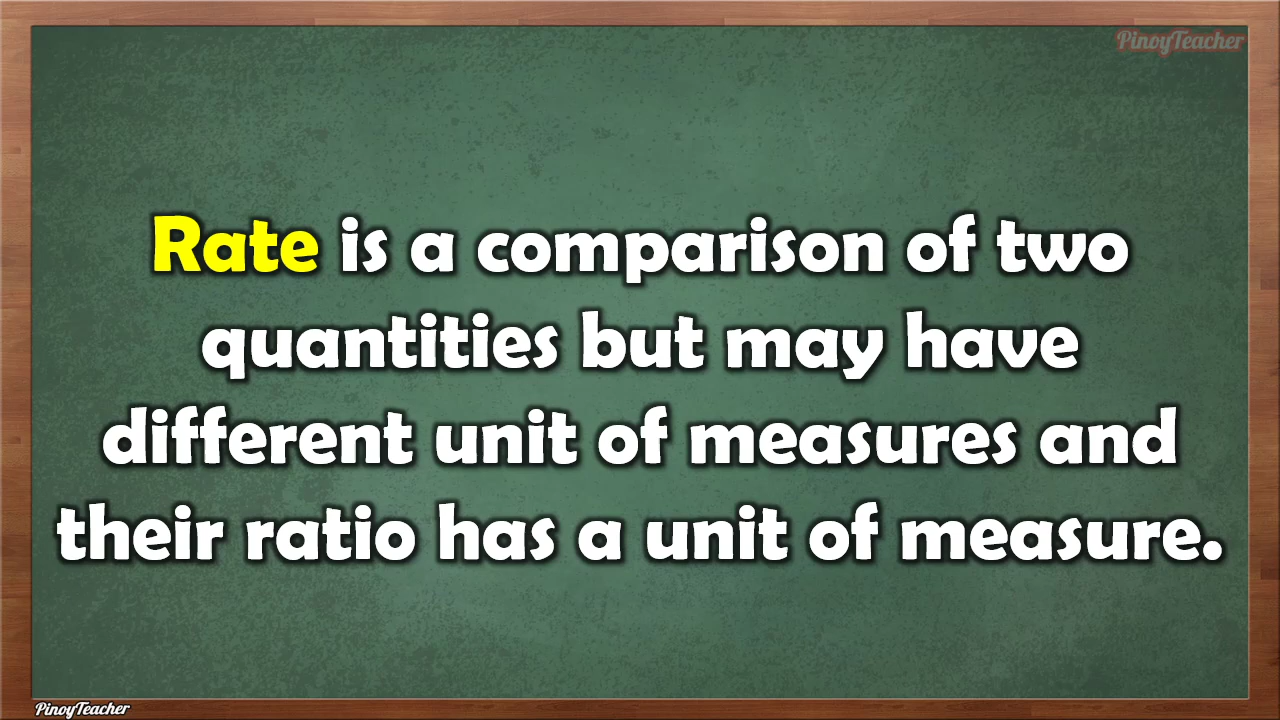 PinoyTeacher
Rate is a comparison of two
quantities but may have
different unit of measures and
their ratio has a unit of measure.
PinoyTeacher